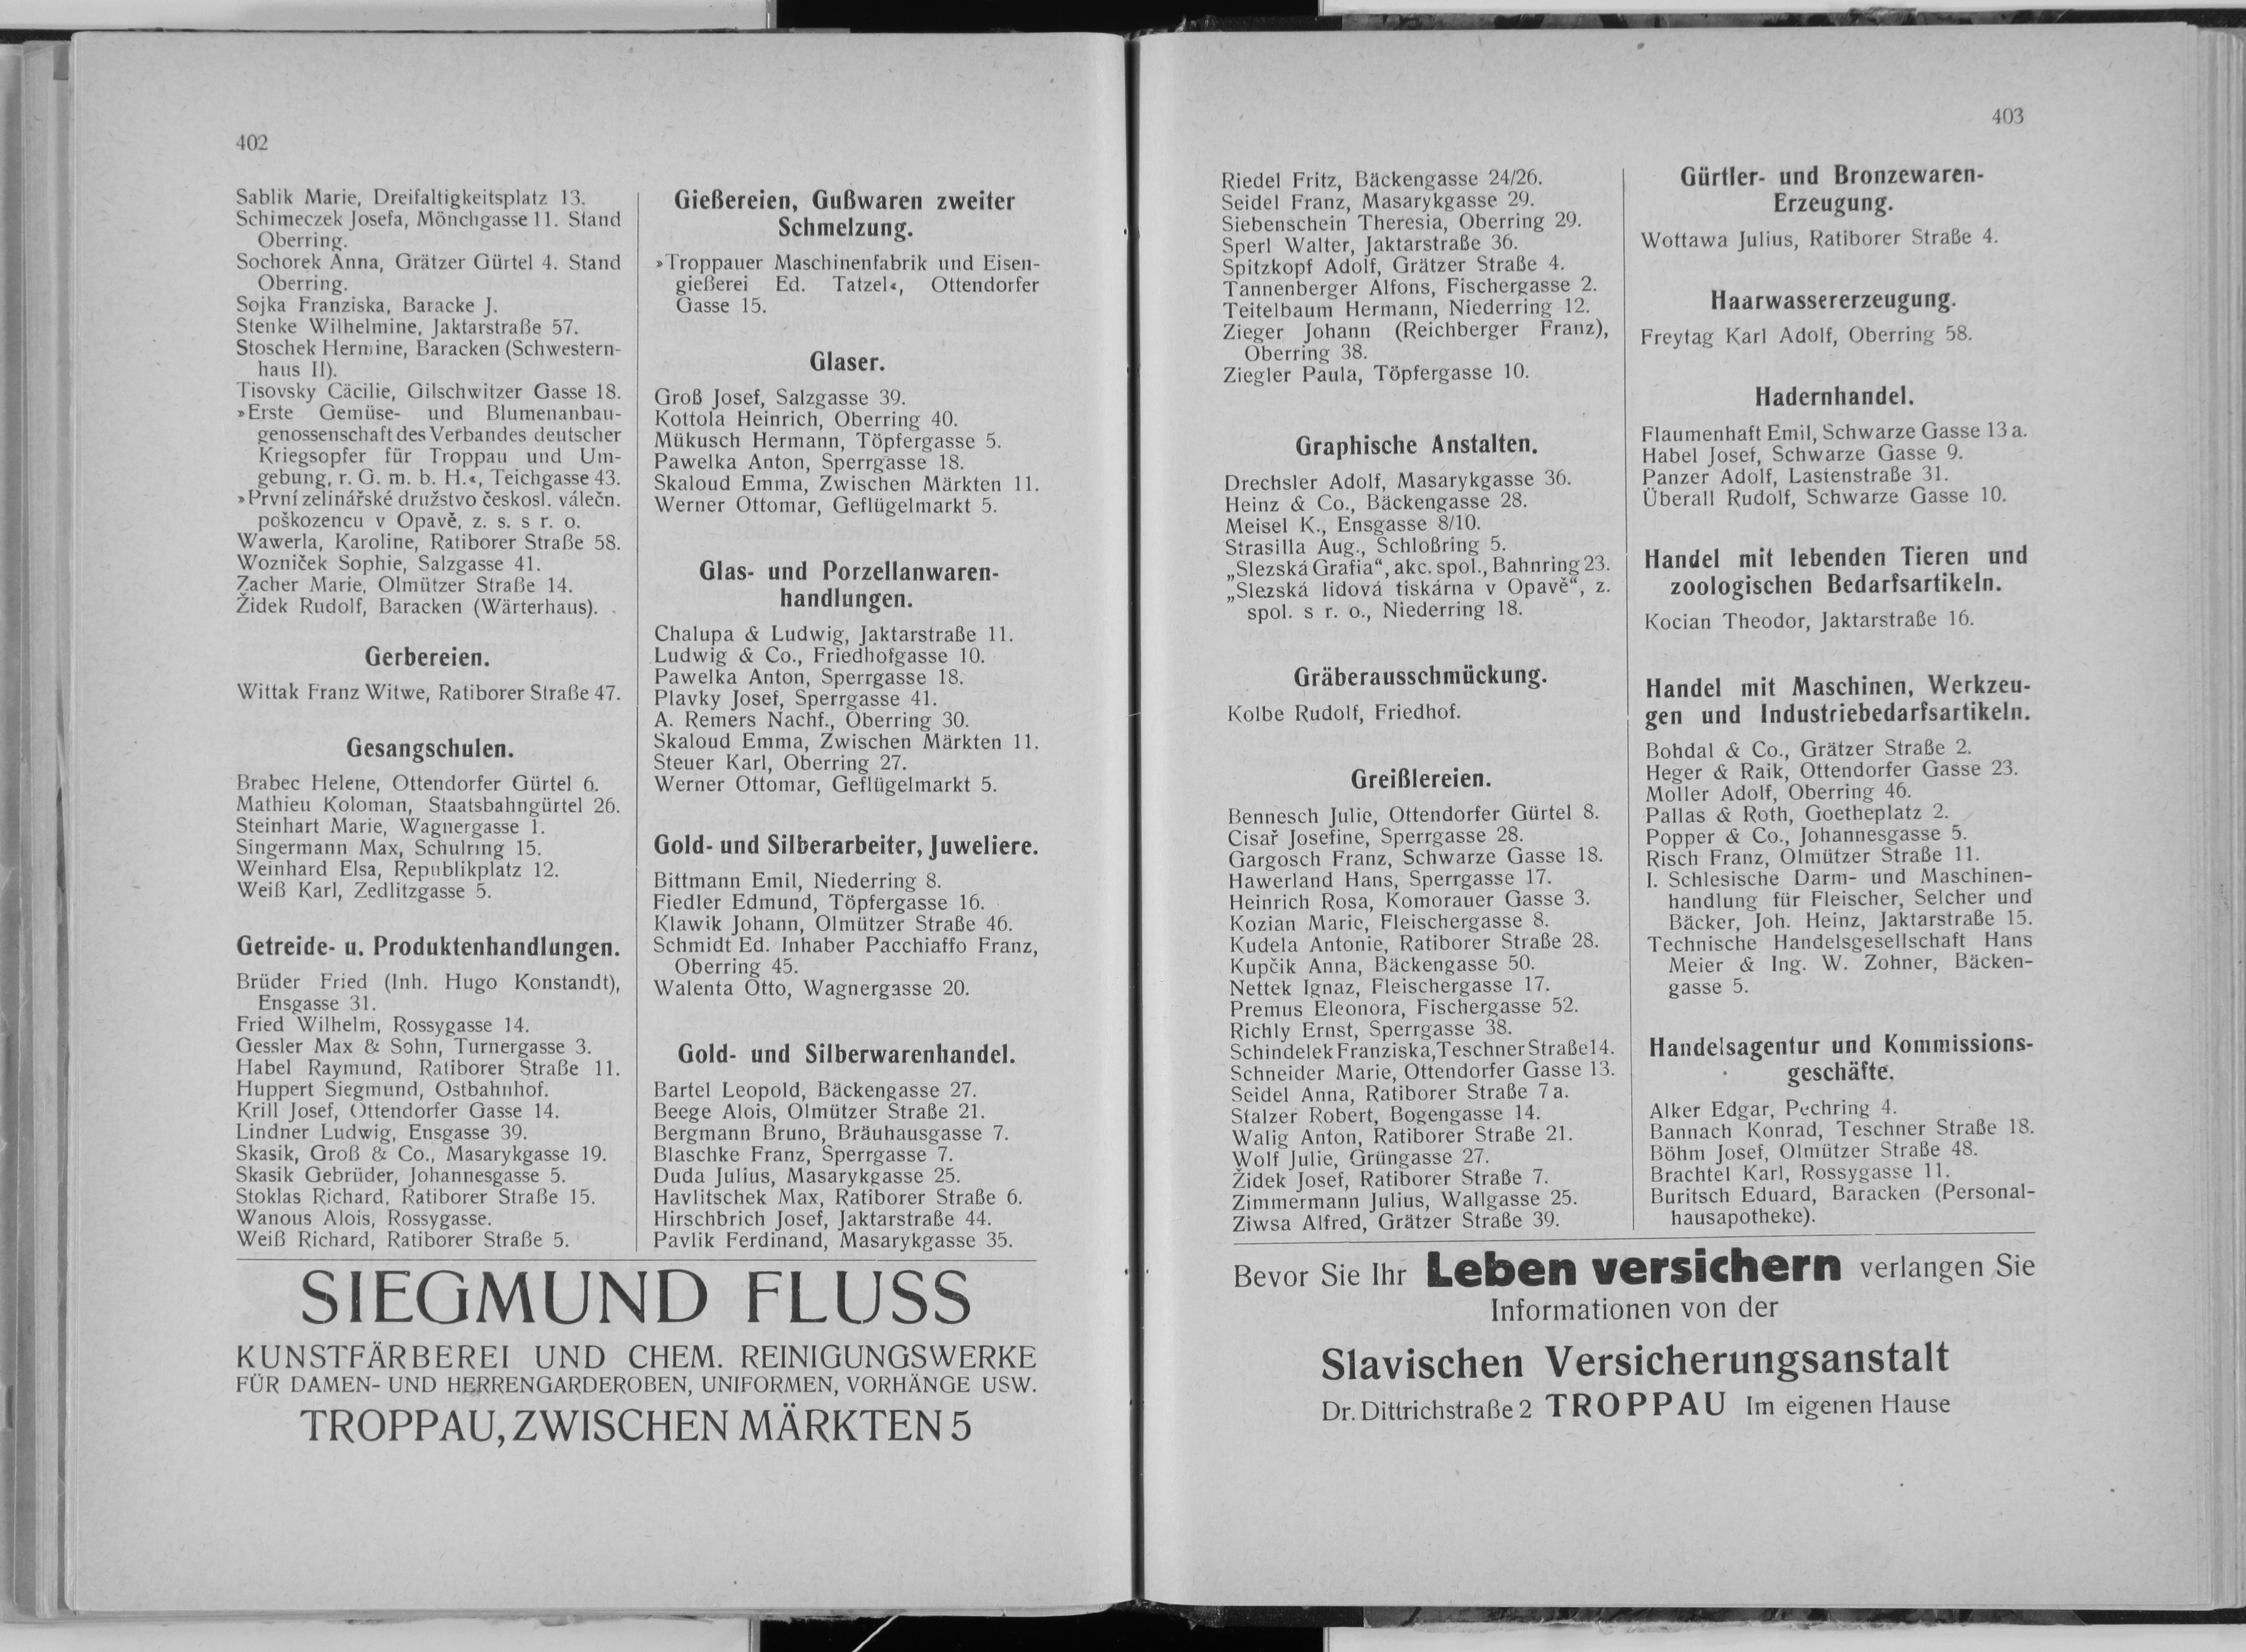 402
Sablik Marie, Dreifaltigkeitsplatz 13.
Schimeczek Josefa, Mönchgasse 11. Stand
Oberring.
Sochorek Anna, Grätzer Gürtel 4. Stand
Oberring.
Sojka Franziska, Baracke J.
Stenke Wilhelmine, Jaktarstraße 57.
Stoschek Hermine, Baracken (Schwestern-
haus II).
Tisovsky Cäcilie, Gilschwitzer Gasse 18.
»Erste Gemüse- und Blumenanbau-
genossenschaft des Verbandes deutscher
Kriegsopfer für Troppau und Um-
gebung, r. G. m. b. H.«, Teichgasse 43.
»První zelinářské družstvo českosl. válečn.
poškozencu v Opavě, z. s. s r. o.
Wawerla, Karoline, Ratiborer Straße 58.
Wozniček Sophie, Salzgasse 41.
Zacher Marie, Olmützer Straße 14.
Židek Rudolf, Baracken (Wärterhaus).
Gerbereien.
Wittak Franz Witwe, Ratiborer Straße 47.
Gesangschulen.
Brabec Helene, Ottendorfer Gürtel 6.
Mathieu Koloman, Staatsbahngürtel 26.
Steinhart Marie, Wagnergasse 1.
Singermann Max, Schulring 15.
Weinhard Elsa, Republikplatz 12.
Weiß Karl, Zedlitzgasse 5.
Getreide- u. Produktenhandlungen.
Brüder Fried (Inh. Hugo Konstandt),
Ensgasse 31.
Fried Wilhelm, Rossygasse 14.
Gessler Max & Sohn, Turnergasse 3.
Habel Raymund, Ratiborer Straße 11.
Huppert Siegmund, Ostbahnhof.
Krill Josef, Ottendorfer Gasse 14.
Lindner Ludwig, Ensgasse 39.
Skasik, Groß & Co., Masarykgasse 19.
Skasik Gebrüder, Johannesgasse 5.
Stoklas Richard, Ratiborer Straße 15.
Wanous Alois, Rossygasse.
Weiß Richard, Ratiborer Straße 5.
Gießereien, Gußwaren zweiter
Schmelzung.
»Troppauer Maschinenfabrik und Eisen-
gießerei Ed. Tatzel«, Ottendorfer
Gasse 15.
Glaser.
Groß Josef, Salzgasse 39.
Kottola Heinrich, Oberring 40.
Mükusch Hermann, Töpfergasse 5.
Pawelka Anton, Sperrgasse 18.
Skaloud Emma, Zwischen Märkten 11.
Werner Ottomar, Geflügelmarkt 5.
Glas- und Porzellanwaren-
handlungen.
Chalupa & Ludwig, Jaktarstraße 11.
Ludwig & Co., Friedhofgasse 10.
Pawelka Anton, Sperrgasse 18.
Plavky Josef, Sperrgasse 41.
A. Remers Nachf., Oberring 30.
Skaloud Emma, Zwischen Märkten 11.
Steuer Karl, Oberring 27.
Werner Ottomar, Geflügelmarkt 5.
Gold- und Silberarbeiter, Juweliere.
Bittmann Emil, Niederring 8.
Fiedler Edmund, Töpfergasse 16.
Klawik Johann, Olmützer Straße 46.
Schmidt Ed. Inhaber Pacchiaffo Franz,
Oberring 45.
Walenta Otto, Wagnergasse 20.
Gold- und Silberwarenhandel.
Bartel Leopold, Bäckengasse 27.
Beege Alois, Olmützer Straße 21.
Bergmann Bruno, Bräuhausgasse 7.
Blaschke Franz, Sperrgasse 7.
Duda Julius, Masarykgasse 25.
Havlitschek Max, Ratiborer Straße 6.
Hirschbrich Josef, Jaktarstraße 44.
Pavlik Ferdinand, Masarykgasse 35.
SIEGMUND FLUSS
KUNSTFÄRBEREI UND CHEM. REINIGUNGSWERKE
FÜR DAMEN- UND HERRENGARDEROBEN, UNIFORMEN, VORHÄNGE USW.
TROPPAU, ZWISCHEN MÄRKTEN 5
403
Riedel Fritz, Bäckengasse 24/26.
Seidel Franz, Masarykgasse 29.
Siebenschein Theresia, Oberring 29.
Sperl Walter, Jaktarstraße 36.
Spitzkopf Adolf, Grätzer Straße 4.
Tannenberger Alfons, Fischergasse 2.
Teitelbaum Hermann, Niederring 12.
Zieger Johann (Reichberger Franz),
Oberring 38.
Ziegler Paula, Töpfergasse 10.
Graphische Anstalten.
Drechsler Adolf, Masarykgasse 36.
Heinz & Co., Bäckengasse 28.
Meisel K., Ensgasse 8/10.
Strasilla Aug., Schloßring 5.
„Slezská Grafia“, akc. spol., Bahnring 23.
„Slezská lidová tiskárna v Opavě“, z.
spol. s r. o., Niederring 18.
Gräberausschmückung.
Kolbe Rudolf, Friedhof.
Greißlereien.
Bennesch Julie, Ottendorfer Gürtel 8.
Cisař Josefine, Sperrgasse 28.
Gargosch Franz, Schwarze Gasse 18.
Hawerland Hans, Sperrgasse 17.
Heinrich Rosa, Komorauer Gasse 3.
Kozian Marie, Fleischergasse 8.
Kudela Antonie, Ratiborer Straße 28.
Kupčik Anna, Bäckengasse 50.
Nettek Ignaz, Fleischergasse 17.
Premus Eleonora, Fischergasse 52.
Richly Ernst, Sperrgasse 38.
Schindelek Franziska, Teschner Straße 14.
Schneider Marie, Ottendorfer Gasse 13.
Seidel Anna, Ratiborer Straße 7 a.
Stalzer Robert, Bogengasse 14.
Walig Anton, Ratiborer Straße 21.
Wolf Julie, Grüngasse 27.
Židek Josef, Ratiborer Straße 7.
Zimmermann Julius, Wallgasse 25.
Ziwsa Alfred, Grätzer Straße 39.
Gürtler- und Bronzewaren-
Erzeugung.
Wottawa Julius, Ratiborer Straße 4.
Haarwassererzeugung.
Freytag Karl Adolf, Oberring 58.
Hadernhandel.
Flaumenhaft Emil, Schwarze Gasse 13 a.
Habel Josef, Schwarze Gasse 9.
Panzer Adolf, Lastenstraße 31.
Überall Rudolf, Schwarze Gasse 10.
Handel mit lebenden Tieren und
zoologischen Bedarfsartikeln.
Kocian Theodor, Jaktarstraße 16.
Handel mit Maschinen, Werkzeu-
gen und Industriebedarfsartikeln.
Bohdal & Co., Grätzer Straße 2.
Heger & Raik, Ottendorfer Gasse 23.
Moller Adolf, Oberring 46.
Pallas & Roth, Goetheplatz 2.
Popper & Co., Johannesgasse 5.
Risch Franz, Olmützer Straße 11.
I. Schlesische Darm- und Maschinen-
handlung für Fleischer, Selcher und
Bäcker, Joh. Heinz, Jaktarstraße 15.
Technische Handelsgesellschaft Hans
Meier & Ing. W. Zohner, Bäcken-
gasse 5.
Handelsagentur und Kommissions-
geschäfte.
Alker Edgar, Pechring 4.
Bannach Konrad, Teschner Straße 18.
Böhm Josef, Olmützer Straße 48.
Brachtel Karl, Rossygasse 11.
Buritsch Eduard, Baracken (Personal-
hausapotheke).
Bevor Sie Ihr Leben versichern verlangen Sie
Informationen von der
Slavischen Versicherungsanstalt
Dr. Dittrichstraße 2 TROPPAU Im eigenen Hause